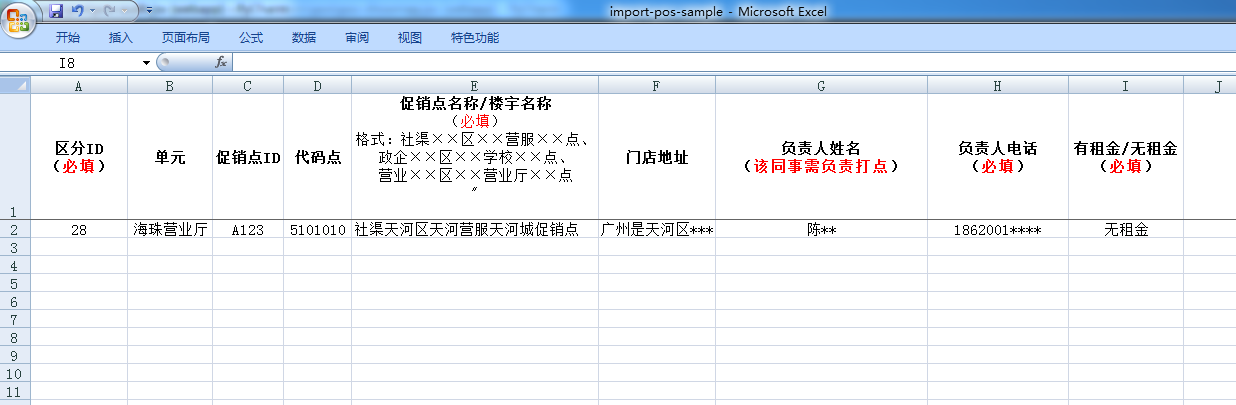 import-pos-sample - Microsoft Excel
开始 插入 页面布局 公式 数据 审阅 视图 特色功能
I8 fx
A B C D E F G H I J
区分ID
（必填）
单元
促销点ID
代码点
促销点名称/楼宇名称
（必填）
格式：社渠××区××营服××点、
政企××区××学校××点、
营业××区××营业厅××点
〃
门店地址
负责人姓名
（该同事需负责打点）
负责人电话
（必填）
有租金/无租金
（必填）
1
2 28 海珠营业厅 A123 5101010 社渠天河区天河营服天河城促销点 广州是天河区*** 陈** 1862001**** 无租金
3
4
5
6
7
8
9
10
11